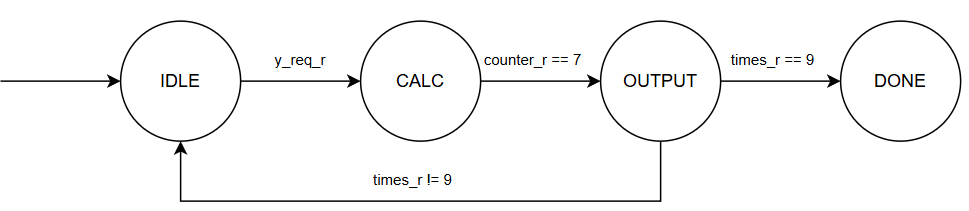 y_req_r
counter_r == 7
times_r == 9
IDLE
CALC
OUTPUT
DONE
times_r != 9